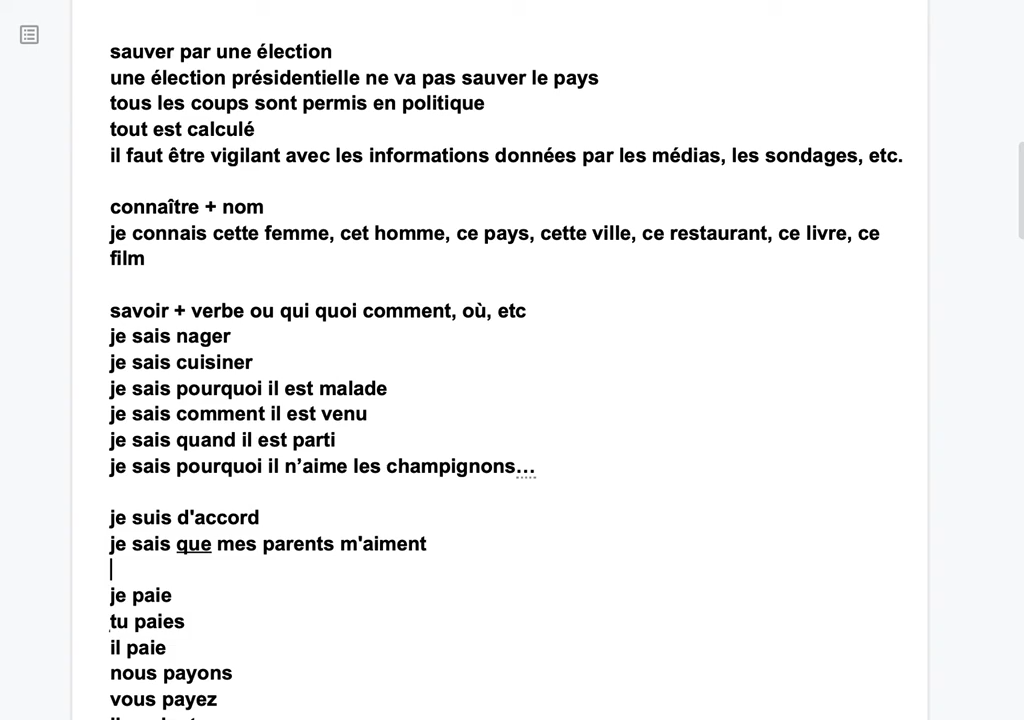 sauver par une élection
une élection présidentielle ne va pas sauver le pays
tous les coups sont permis en politique
tout est calculé
il faut être vigilant avec les informations données par les médias, les sondages, etc.
connaître + nom
je connais cette femme, cet homme, ce pays, cette ville, ce restaurant, ce livre, ce
film
savoir + verbe ou qui quoi comment, où, etc
je sais nager
je sais cuisiner
je sais pourquoi il est malade
je sais comment il est venu
je sais quand il est parti
je sais pourquoi il n’aime les champignons…
je suis d'accord
je sais que mes parents m'aiment
je paie
tu paies
il paie
nous payons
vous payez